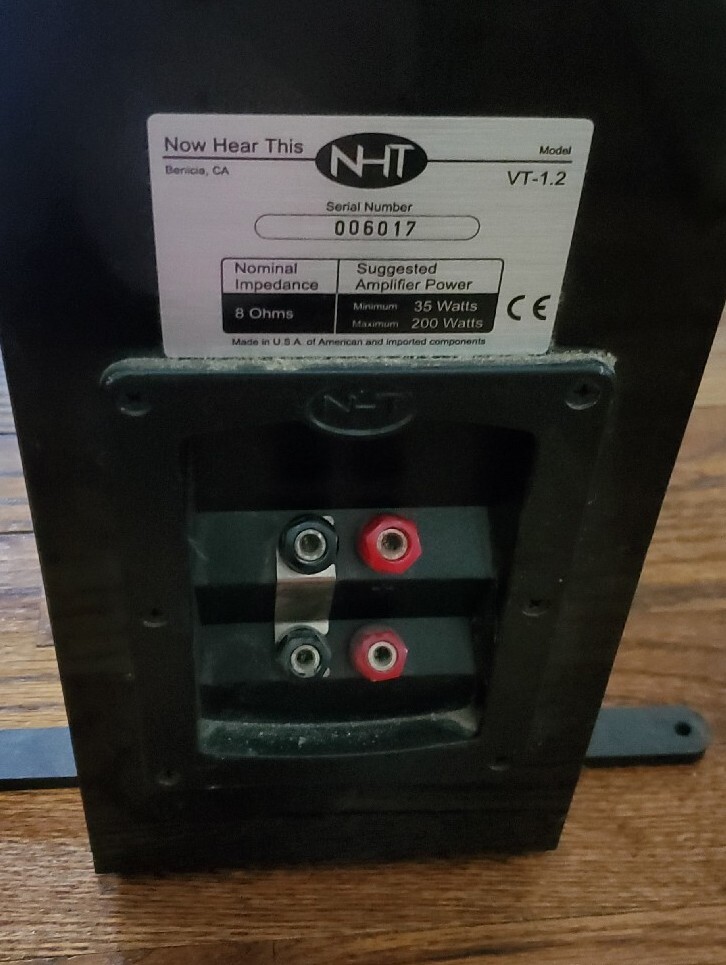 Now Hear This NHT Model
Benicia, CA VT-1.2
Serial Number
006017
Nominal Impedance Suggested Amplifier Power
8 Ohms Minimum 35 Watts
Maximum 200 Watts
CE
Made in U.S.A. of American and imported components
NHT